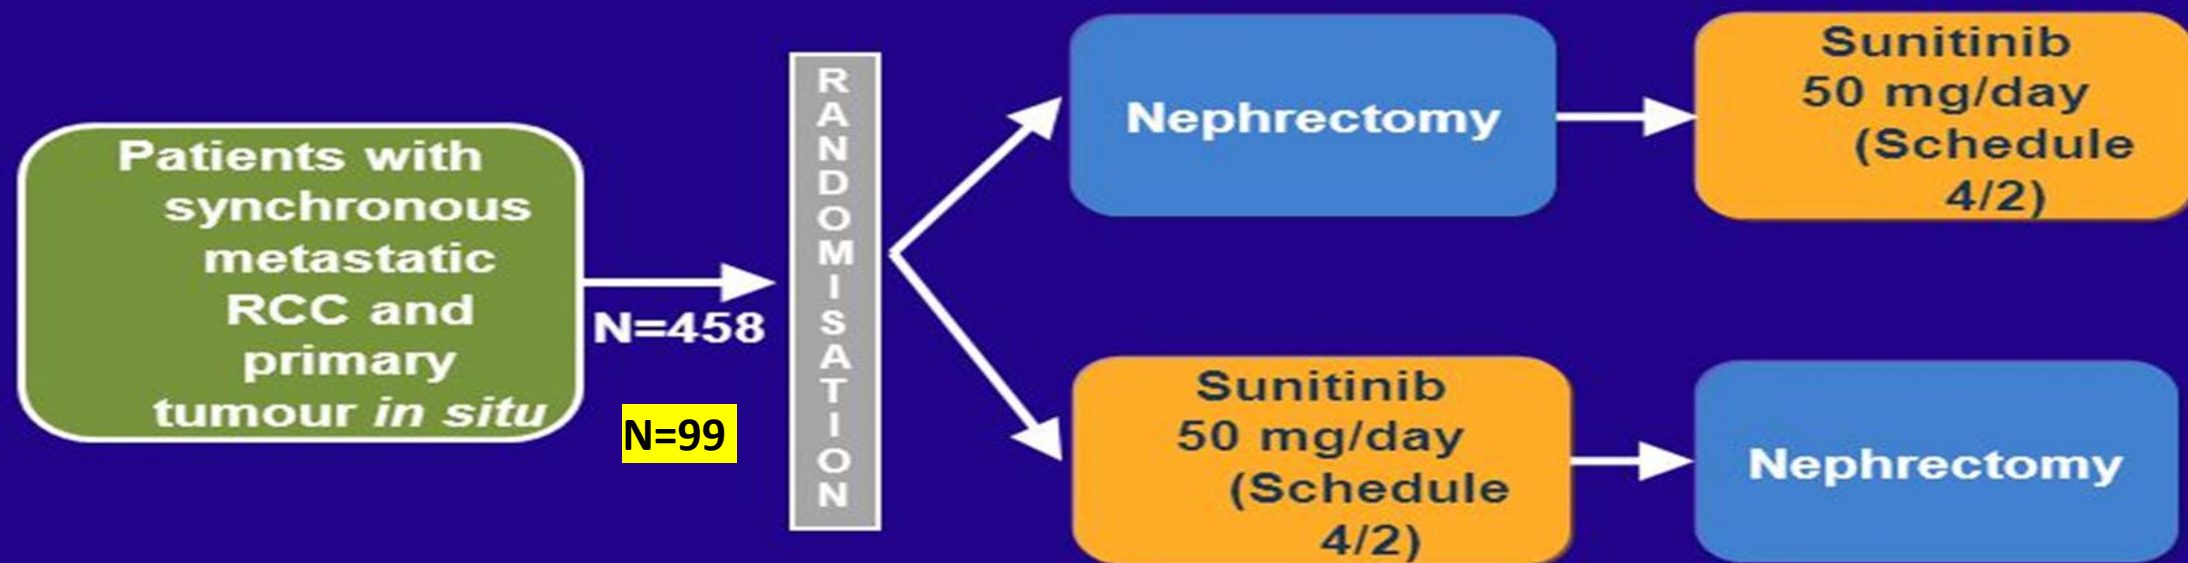 Patients with
synchronous
metastatic
RCC and
primary
tumour in situ
N=458
N=99
RANDOMISATION
Nephrectomy
Sunitinib
50 mg/day
(Schedule
4/2)
Sunitinib
50 mg/day
(Schedule
4/2)
Nephrectomy